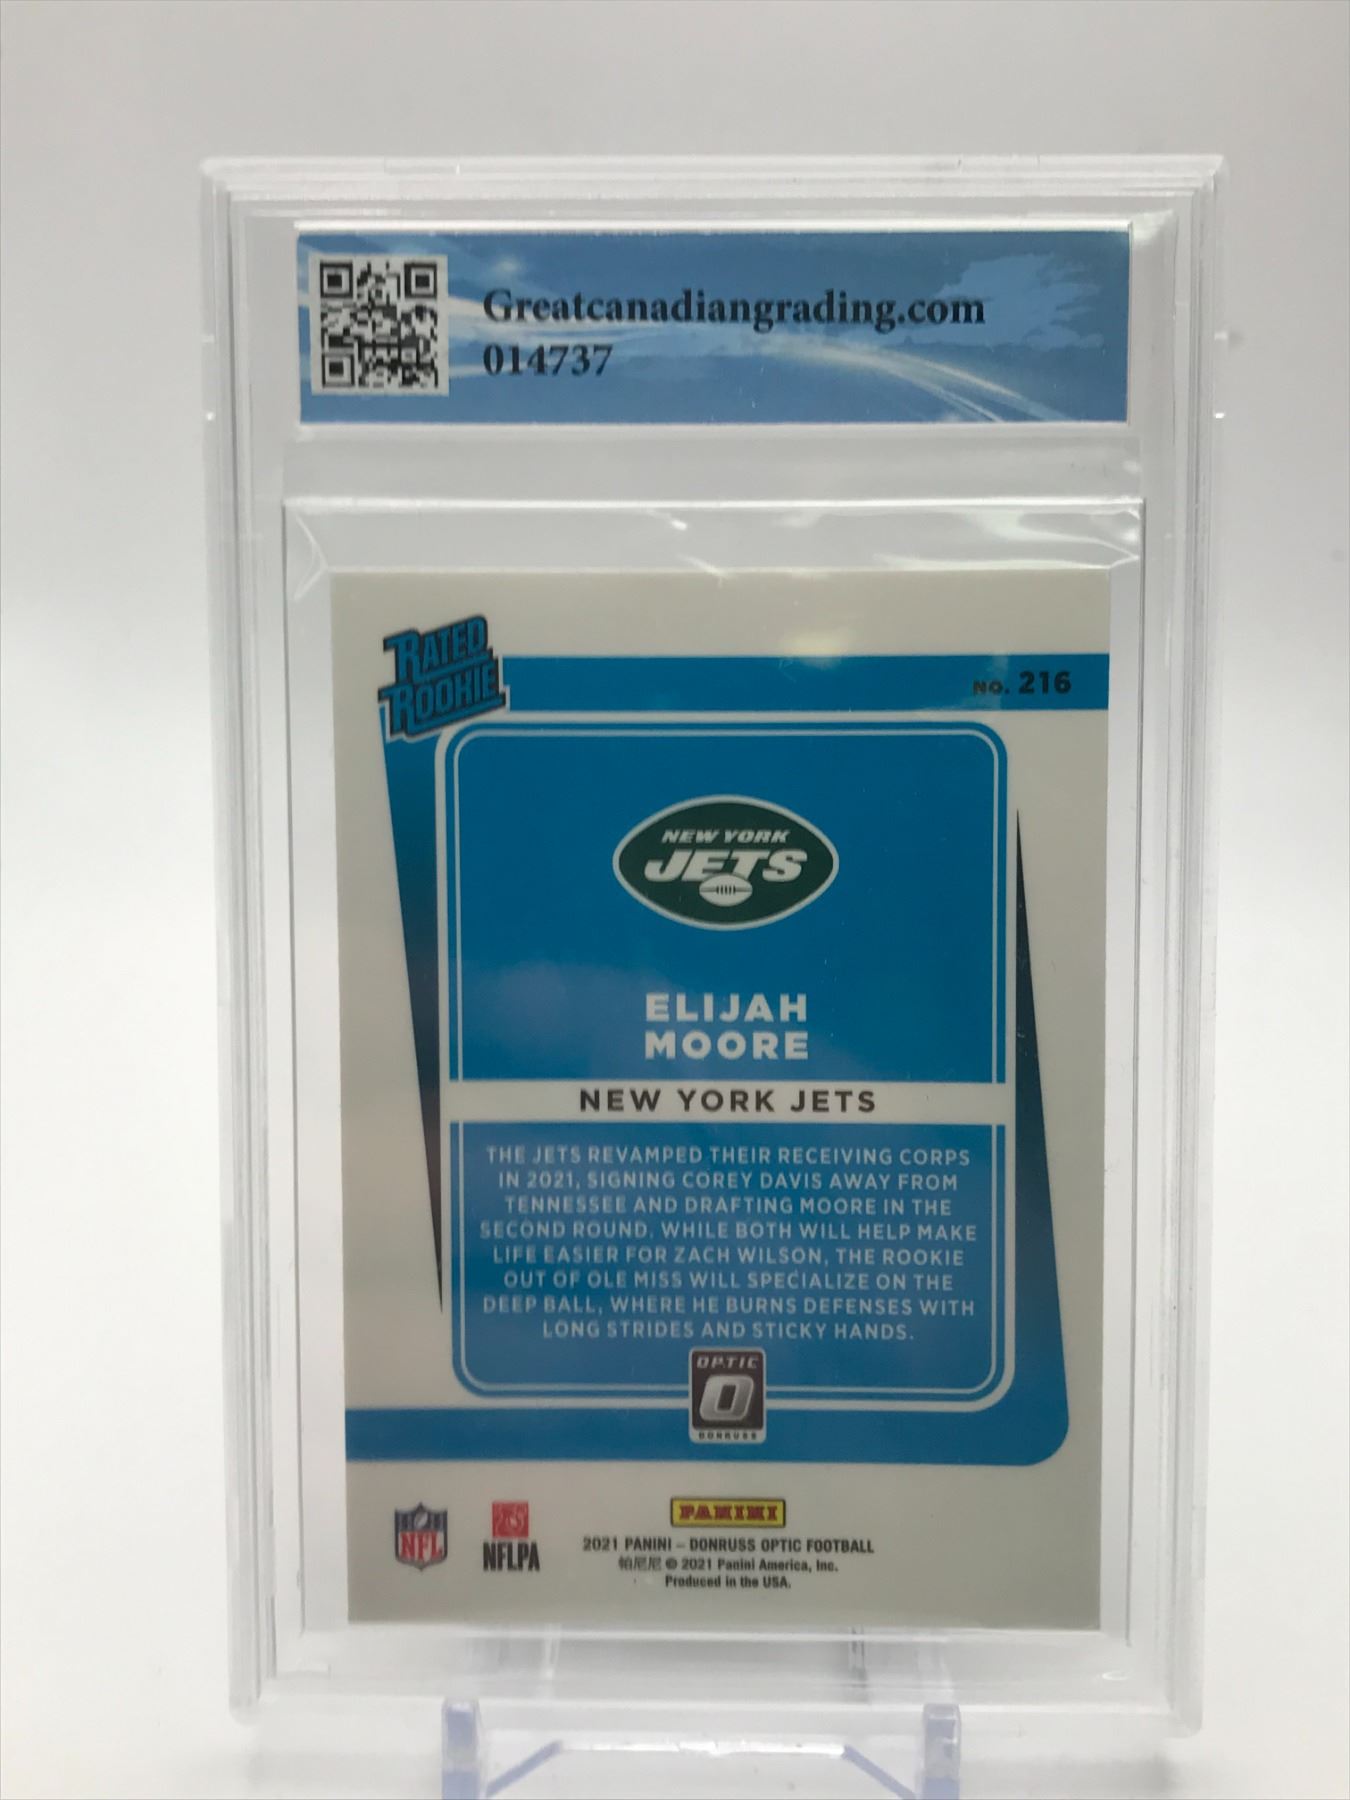 Greatcanadiangrading.com
014737
RATED
ROOKIE
NO. 216
NEW YORK
JETS
ELIJAH
MOORE
NEW YORK JETS
THE JETS REVAMPED THEIR RECEIVING CORPS
IN 2021, SIGNING COREY DAVIS AWAY FROM
TENNESSEE AND DRAFTING MOORE IN THE
SECOND ROUND. WHILE BOTH WILL HELP MAKE
LIFE EASIER FOR ZACH WILSON, THE ROOKIE
OUT OF OLE MISS WILL SPECIALIZE ON THE
DEEP BALL, WHERE HE BURNS DEFENSES WITH
LONG STRIDES AND STICKY HANDS.
OPTIC
O
DONRUSS
NFL
NFLPA
PANINI
2021 PANINI – DONRUSS OPTIC FOOTBALL
帕尼尼 © 2021 Panini America, Inc.
Produced in the USA.